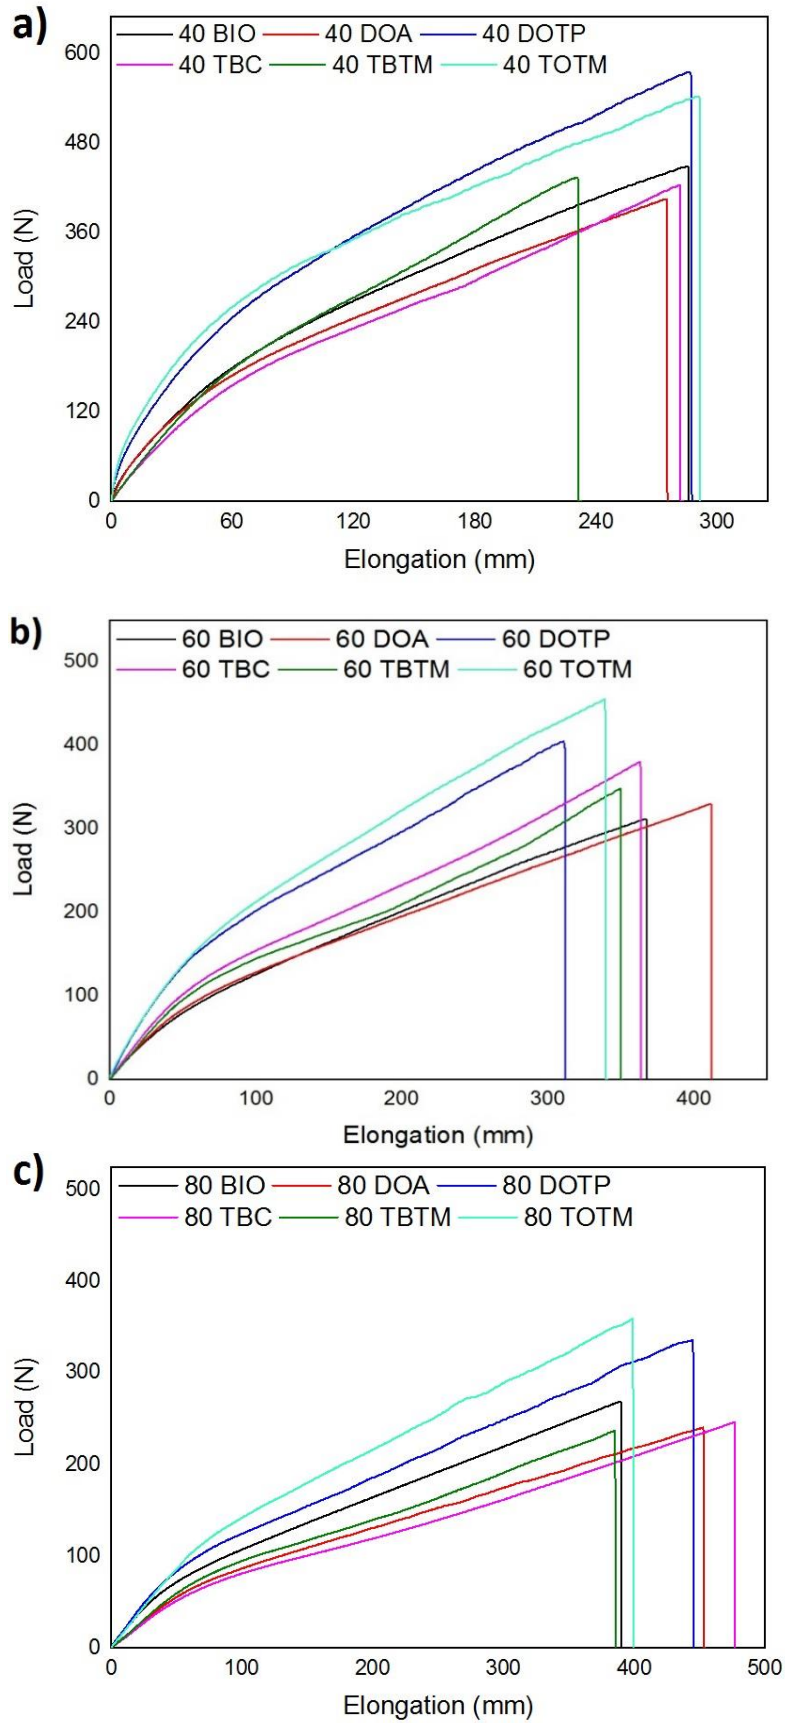 a)
40 BIO 40 DOA 40 DOTP
40 TBC 40 TBTM 40 TOTM
600
480
360
240
120
0
Load (N)
0 60 120 180 240 300
Elongation (mm)
b)
60 BIO 60 DOA 60 DOTP
60 TBC 60 TBTM 60 TOTM
500
400
300
200
100
0
Load (N)
0 100 200 300 400
Elongation (mm)
c)
80 BIO 80 DOA 80 DOTP
80 TBC 80 TBTM 80 TOTM
500
400
300
200
100
0
Load (N)
0 100 200 300 400 500
Elongation (mm)